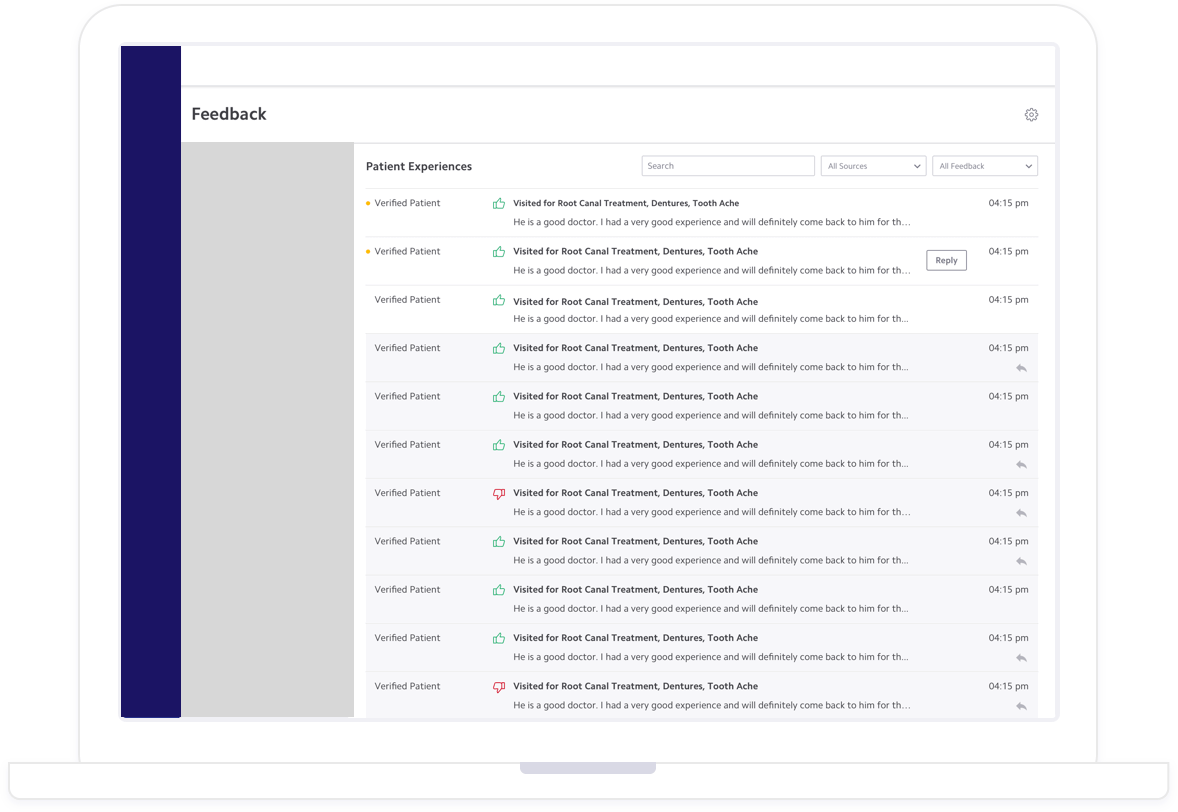 Feedback
Patient Experiences
Search
All Sources
All Feedback
Verified Patient
Visited for Root Canal Treatment, Dentures, Tooth Ache
04:15 pm
He is a good doctor. I had a very good experience and will definitely come back to him for th...
Verified Patient
Visited for Root Canal Treatment, Dentures, Tooth Ache
04:15 pm
Reply
He is a good doctor. I had a very good experience and will definitely come back to him for th...
Verified Patient
Visited for Root Canal Treatment, Dentures, Tooth Ache
04:15 pm
He is a good doctor. I had a very good experience and will definitely come back to him for th...
Verified Patient
Visited for Root Canal Treatment, Dentures, Tooth Ache
04:15 pm
He is a good doctor. I had a very good experience and will definitely come back to him for th...
Verified Patient
Visited for Root Canal Treatment, Dentures, Tooth Ache
04:15 pm
He is a good doctor. I had a very good experience and will definitely come back to him for th...
Verified Patient
Visited for Root Canal Treatment, Dentures, Tooth Ache
04:15 pm
He is a good doctor. I had a very good experience and will definitely come back to him for th...
Verified Patient
Visited for Root Canal Treatment, Dentures, Tooth Ache
04:15 pm
He is a good doctor. I had a very good experience and will definitely come back to him for th...
Verified Patient
Visited for Root Canal Treatment, Dentures, Tooth Ache
04:15 pm
He is a good doctor. I had a very good experience and will definitely come back to him for th...
Verified Patient
Visited for Root Canal Treatment, Dentures, Tooth Ache
04:15 pm
He is a good doctor. I had a very good experience and will definitely come back to him for th...
Verified Patient
Visited for Root Canal Treatment, Dentures, Tooth Ache
04:15 pm
He is a good doctor. I had a very good experience and will definitely come back to him for th...
Verified Patient
Visited for Root Canal Treatment, Dentures, Tooth Ache
04:15 pm
He is a good doctor. I had a very good experience and will definitely come back to him for th...